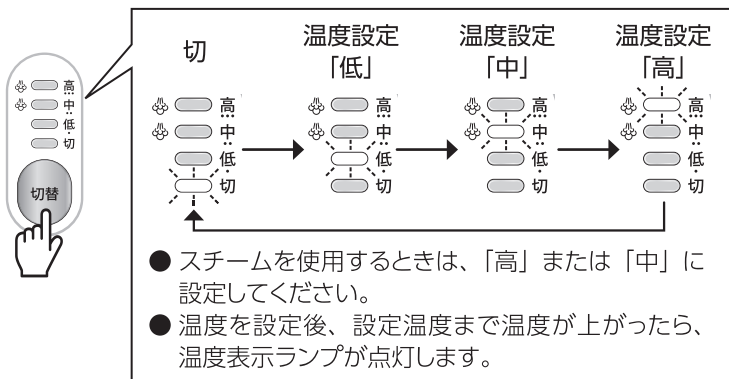 高
中
低
切
切替
切
温度設定
「低」
温度設定
「中」
温度設定
「高」
高
中
低
切
高
中
低
切
高
中
低
切
高
中
低
切
● スチームを使用するときは、「高」または「中」に
設定してください。
● 温度を設定後、設定温度まで温度が上がったら、
温度表示ランプが点灯します。